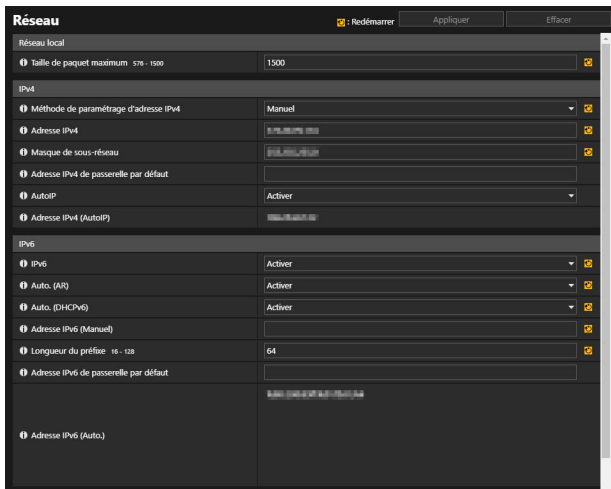 Réseau : Redémarrer Appliquer Effacer
Réseau local
Taille de paquet maximum 576 - 1500 1500
IPv4
Méthode de paramétrage d'adresse IPv4 Manuel
Adresse IPv4
Masque de sous-réseau
Adresse IPv4 de passerelle par défaut
AutoIP Activer
Adresse IPv4 (AutoIP)
IPv6
IPv6 Activer
Auto. (AR) Activer
Auto. (DHCPv6) Activer
Adresse IPv6 (Manuel)
Longueur du préfixe 16 - 128 64
Adresse IPv6 de passerelle par défaut
Adresse IPv6 (Auto.)